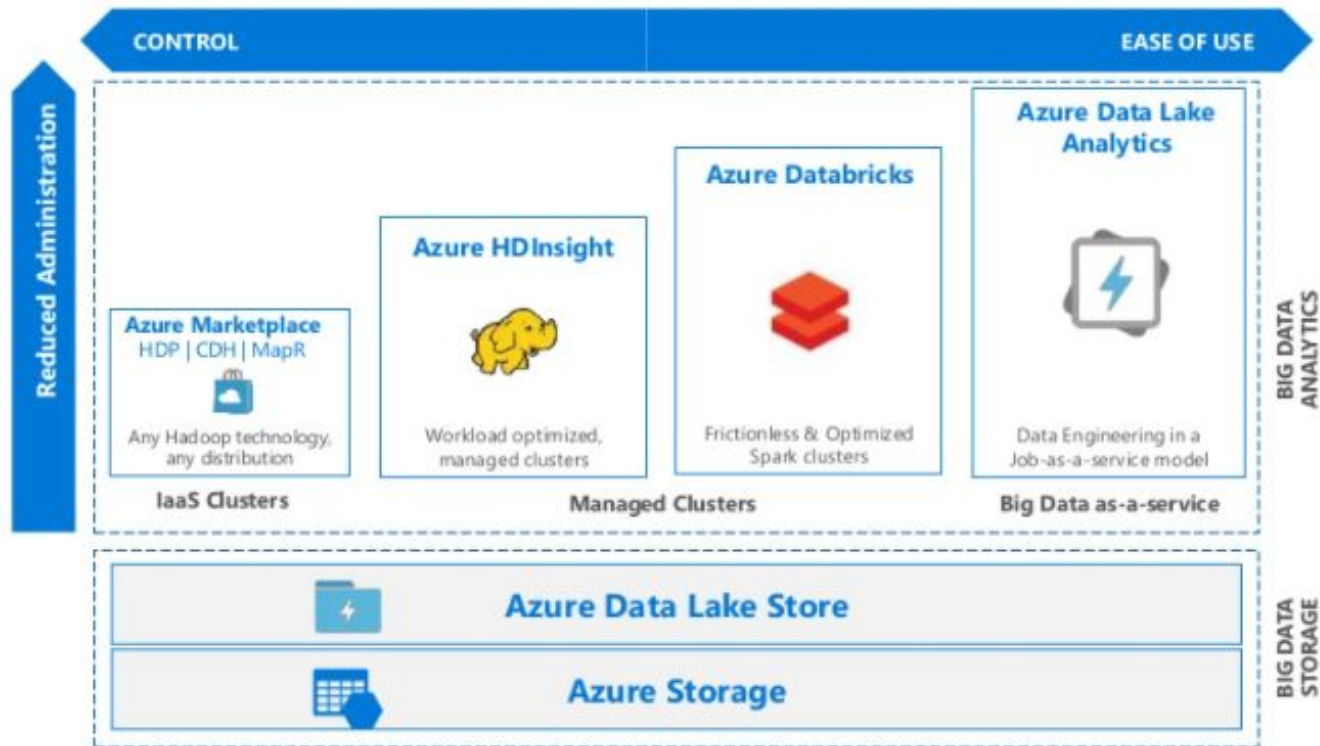 CONTROL
EASE OF USE
Reduced Administration
Azure Marketplace
HDP | CDH | MapR
Any Hadoop technology,
any distribution
IaaS Clusters
Azure HDInsight
Workload optimized,
managed clusters
Azure Databricks
Frictionless & Optimized
Spark clusters
Managed Clusters
Azure Data Lake
Analytics
Data Engineering in a
Job-as-a-service model
Big Data as-a-service
BIG DATA
ANALYTICS
Azure Data Lake Store
Azure Storage
BIG DATA
STORAGE